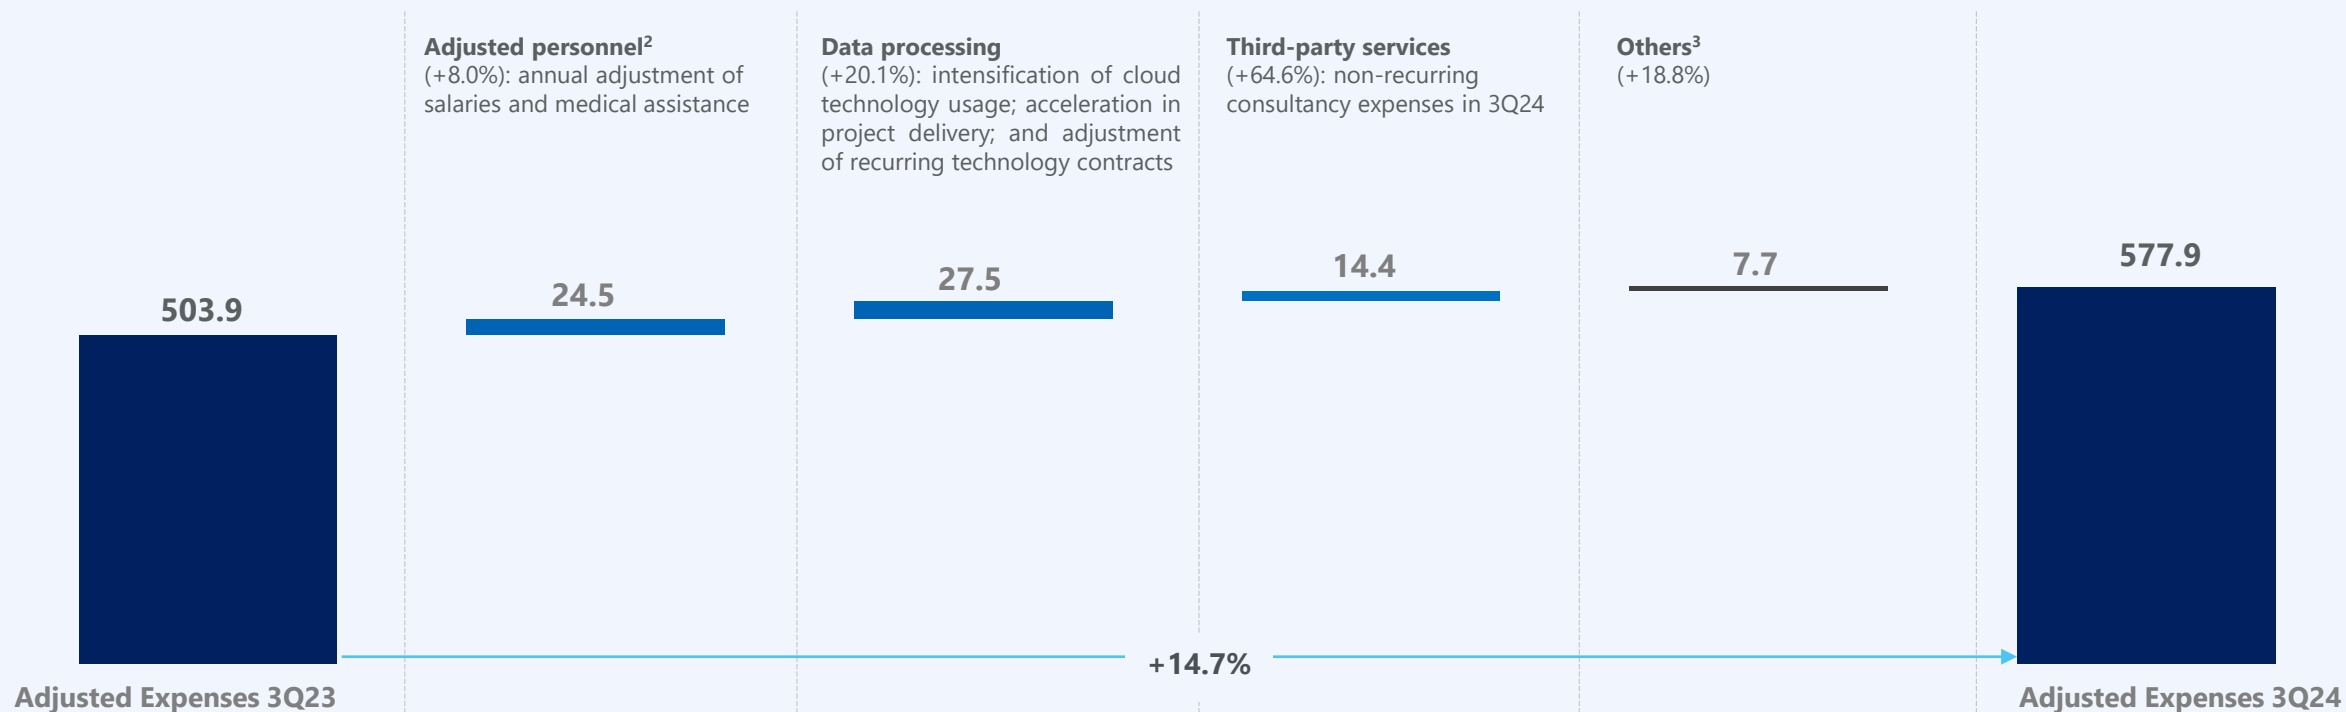 Adjusted personnel²
(+8.0%): annual adjustment of
salaries and medical assistance
Data processing
(+20.1%): intensification of cloud
technology usage; acceleration in
project delivery; and adjustment
of recurring technology contracts
Third-party services
(+64.6%): non-recurring
consultancy expenses in 3Q24
Others³
(+18.8%)
503.9
24.5
27.5
14.4
7.7
577.9
+14.7%
Adjusted Expenses 3Q23
Adjusted Expenses 3Q24